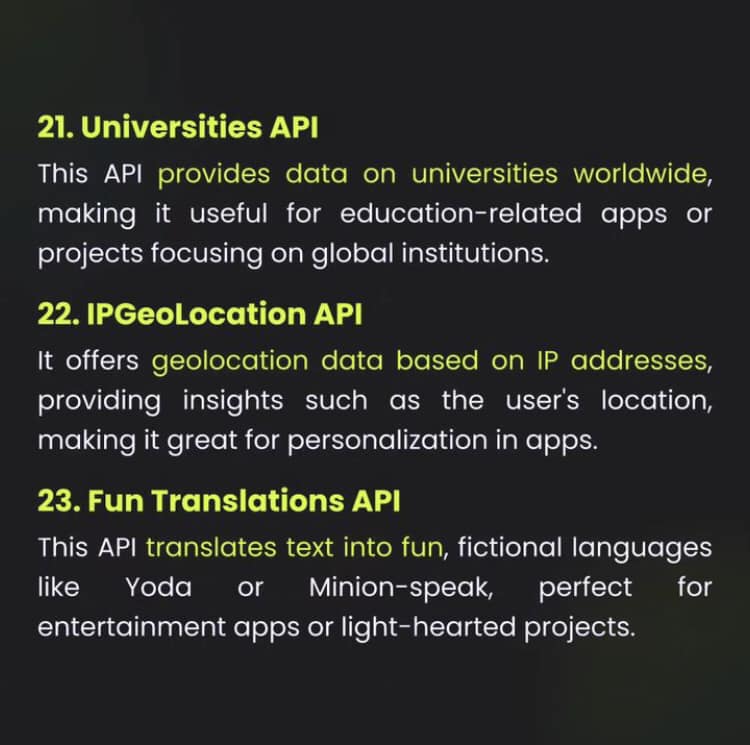 21. Universities API
This API provides data on universities worldwide,
making it useful for education-related apps or
projects focusing on global institutions.
22. IPGeoLocation API
It offers geolocation data based on IP addresses,
providing insights such as the user's location,
making it great for personalization in apps.
23. Fun Translations API
This API translates text into fun, fictional languages
like Yoda or Minion-speak, perfect for
entertainment apps or light-hearted projects.